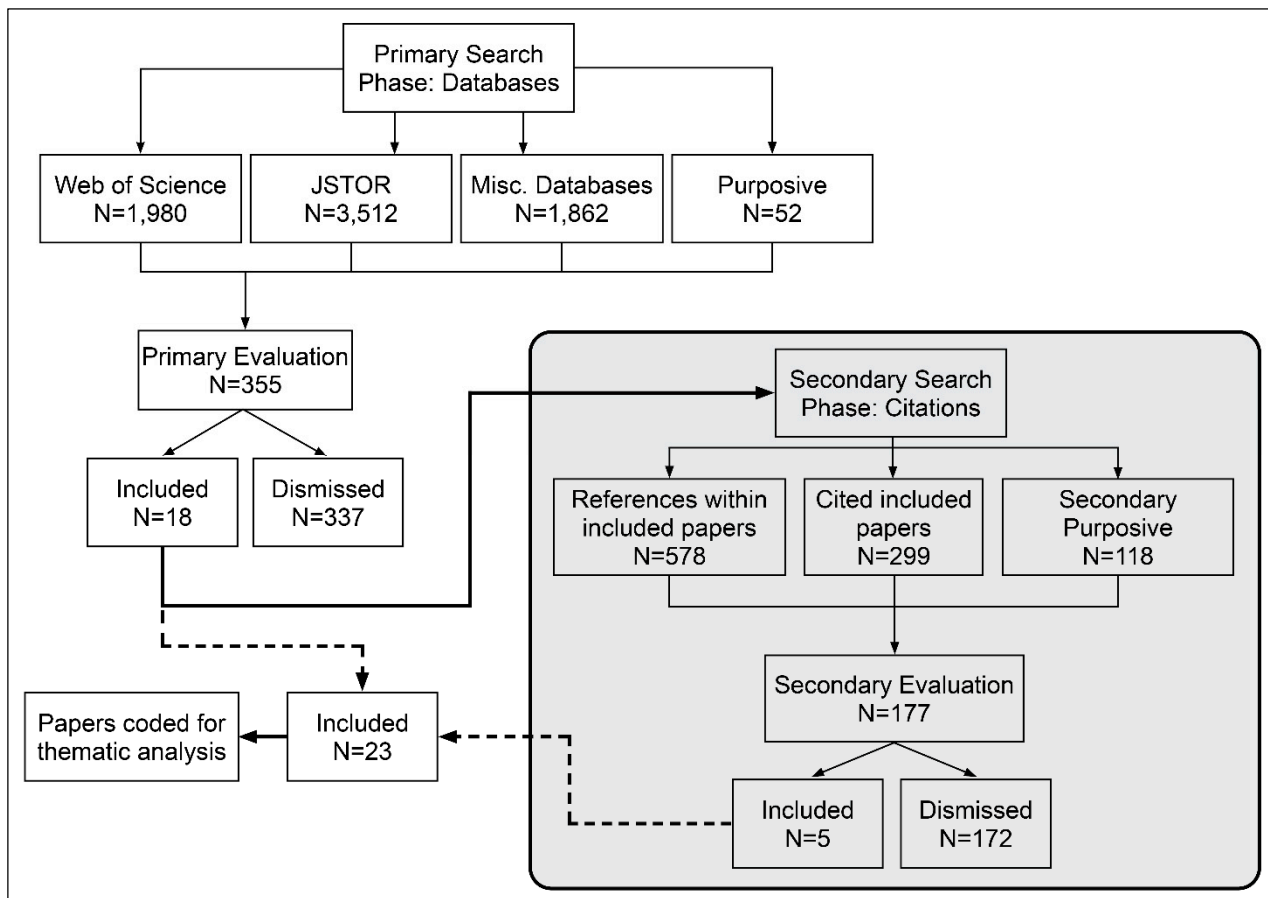 Primary Search
Phase: Databases
Web of Science
N=1,980
JSTOR
N=3,512
Misc. Databases
N=1,862
Purposive
N=52
Primary Evaluation
N=355
Included
N=18
Dismissed
N=337
Secondary Search
Phase: Citations
References within
included papers
N=578
Cited included
papers
N=299
Secondary
Purposive
N=118
Secondary Evaluation
N=177
Included
N=5
Dismissed
N=172
Included
N=23
Papers coded for
thematic analysis